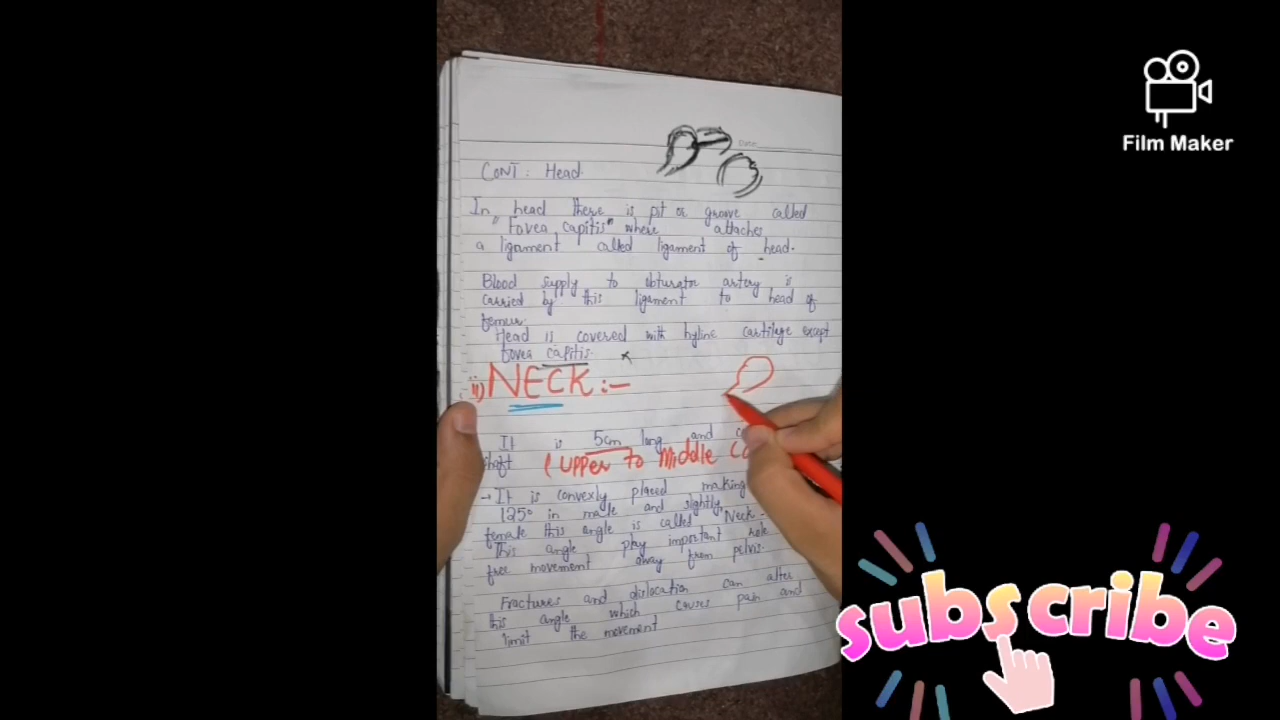 Film Maker
Date:
CONT: Head
In head there is pit or groove called
"Fovea capitis" where attaches
a ligament called ligament of head.
Blood supply to obturator artery is
carried by this ligament to head of
femur.
Head is covered with hyline cartilage except
fovea capitis.
ii) NECK :-
It is 5cm long and
shaft (Upper to Middle
→ It is convexly placed making
125° in male and slightly
female this angle is called "Neck-
This angle play important role
free movement away from pelvis.
Fractures and dislocation can alter
this angle which causes pain and
limit the movement
subscribe